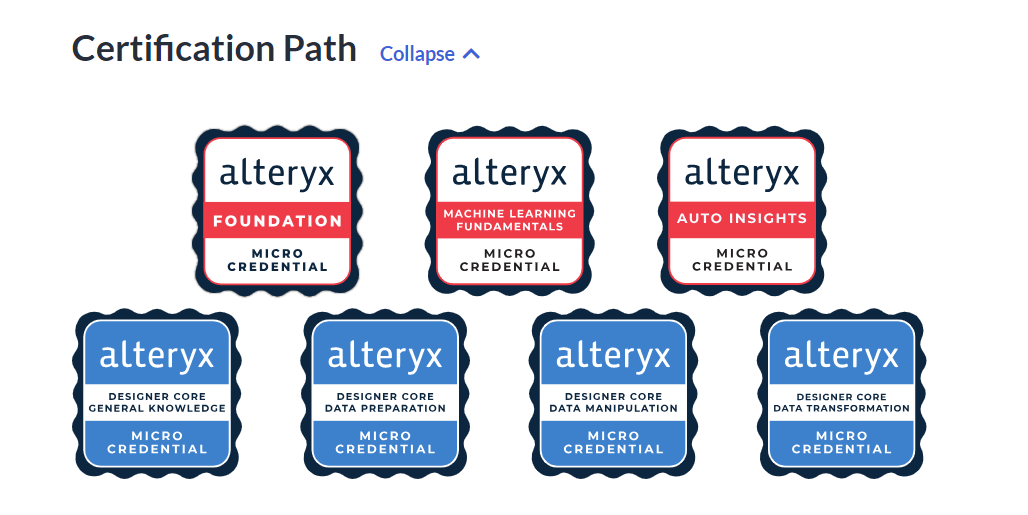 Certification Path Collapse
alteryx
FOUNDATION
MICRO
CREDENTIAL
alteryx
MACHINE LEARNING
FUNDAMENTALS
MICRO
CREDENTIAL
alteryx
AUTO INSIGHTS
MICRO
CREDENTIAL
alteryx
DESIGNER CORE
GENERAL KNOWLEDGE
MICRO
CREDENTIAL
alteryx
DESIGNER CORE
DATA PREPARATION
MICRO
CREDENTIAL
alteryx
DESIGNER CORE
DATA MANIPULATION
MICRO
CREDENTIAL
alteryx
DESIGNER CORE
DATA TRANSFORMATION
MICRO
CREDENTIAL